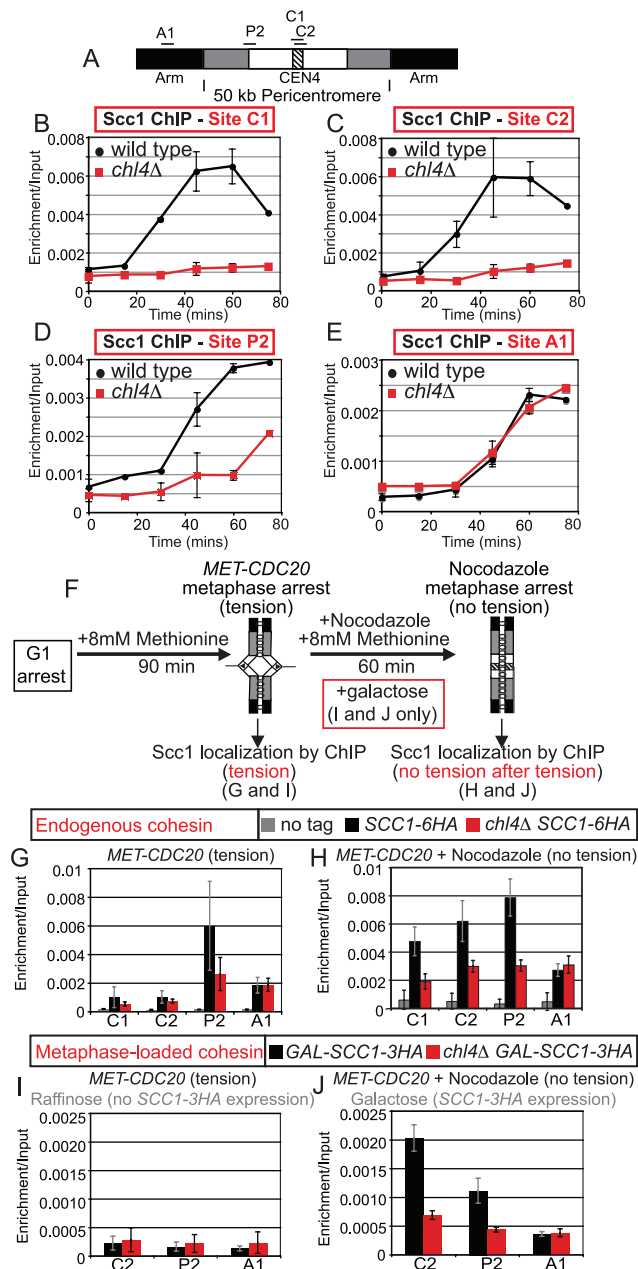 A
A1
P2
C1
C2
Arm
CEN4
Arm
50 kb Pericentromere
B
Scc1 ChIP - Site C1
wild type
chl4Δ
Enrichment/Input
0.008
0.006
0.004
0.002
0
0 20 40 60 80
Time (mins)
C
Scc1 ChIP - Site C2
wild type
chl4Δ
Enrichment/Input
0.008
0.006
0.004
0.002
0
0 20 40 60 80
Time (mins)
D
Scc1 ChIP - Site P2
wild type
chl4Δ
Enrichment/Input
0.004
0.003
0.002
0.001
0
0 20 40 60 80
Time (mins)
E
Scc1 ChIP - Site A1
wild type
chl4Δ
Enrichment/Input
0.003
0.002
0.001
0
0 20 40 60 80
Time (mins)
F
MET-CDC20
metaphase arrest
(tension)
Nocodazole
metaphase arrest
(no tension)
G1
arrest
+8mM Methionine
90 min
+Nocodazole
+8mM Methionine
60 min
+galactose
(I and J only)
Scc1 localization by ChIP
(tension)
(G and I)
Scc1 localization by ChIP
(no tension after tension)
(H and J)
Endogenous cohesin
no tag SCC1-6HA chl4Δ SCC1-6HA
G
MET-CDC20 (tension)
Enrichment/Input
0.01
0.008
0.006
0.004
0.002
0
C1 C2 P2 A1
H
MET-CDC20 + Nocodazole (no tension)
Enrichment/Input
0.01
0.008
0.006
0.004
0.002
0
C1 C2 P2 A1
Metaphase-loaded cohesin
GAL-SCC1-3HA chl4Δ GAL-SCC1-3HA
I
MET-CDC20 (tension)
Raffinose (no SCC1-3HA expression)
Enrichment/Input
0.0025
0.0020
0.0015
0.001
0.0005
0
C2 P2 A1
J
MET-CDC20 + Nocodazole (no tension)
Galactose (SCC1-3HA expression)
Enrichment/Input
0.0025
0.0020
0.0015
0.0010
0.0005
0
C2 P2 A1